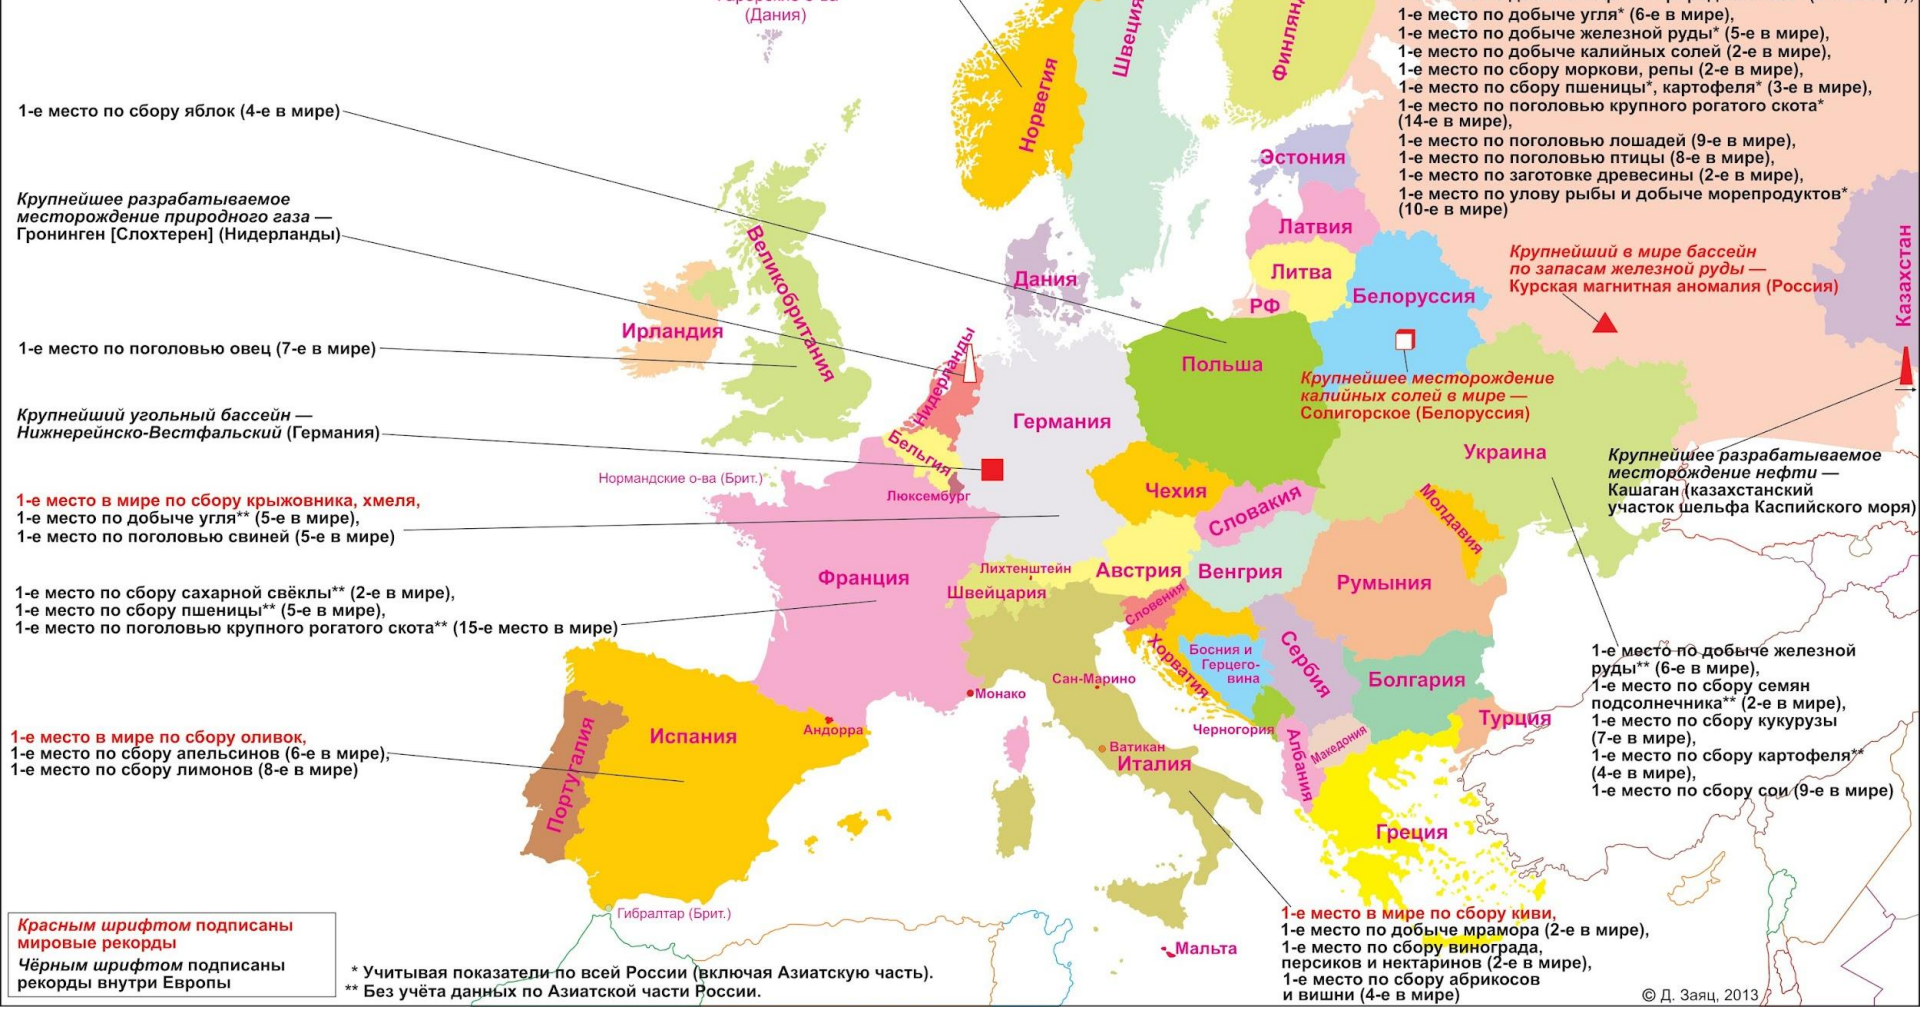 (Дания)
1-е место по добыче угля* (6-е в мире),
1-е место по добыче железной руды* (5-е в мире),
1-е место по добыче калийных солей (2-е в мире),
1-е место по сбору моркови, репы (2-е в мире),
1-е место по сбору пшеницы*, картофеля* (3-е в мире),
1-е место по поголовью крупного рогатого скота*
(14-е в мире),
1-е место по поголовью лошадей (9-е в мире),
1-е место по поголовью птицы (8-е в мире),
1-е место по заготовке древесины (2-е в мире),
1-е место по улову рыбы и добыче морепродуктов*
(10-е в мире)
1-е место по сбору яблок (4-е в мире)
Крупнейшее разрабатываемое
месторождение природного газа —
Гронинген [Слохтерен] (Нидерланды)
1-е место по поголовью овец (7-е в мире)
Крупнейший угольный бассейн —
Нижнерейнско-Вестфальский (Германия)
1-е место в мире по сбору крыжовника, хмеля,
1-е место по добыче угля** (5-е в мире),
1-е место по поголовью свиней (5-е в мире)
1-е место по сбору сахарной свёклы** (2-е в мире),
1-е место по сбору пшеницы** (5-е в мире),
1-е место по поголовью крупного рогатого скота** (15-е место в мире)
1-е место в мире по сбору оливок,
1-е место по сбору апельсинов (6-е в мире),
1-е место по сбору лимонов (8-е в мире)
Норвегия
Швеция
Эстония
Латвия
Литва
РФ
Белоруссия
Дания
Великобритания
Ирландия
Нидерланды
Бельгия
Люксембург
Нормандские о-ва (Брит.)
Германия
Польша
Чехия
Словакия
Украина
Молдавия
Казахстан
Крупнейший в мире бассейн
по запасам железной руды —
Курская магнитная аномалия (Россия)
Крупнейшее месторождение
калийных солей в мире —
Солигорское (Белоруссия)
Крупнейшее разрабатываемое
месторождение нефти —
Кашаган (казахстанский
участок шельфа Каспийского моря)
Франция
Лихтенштейн
Швейцария
Австрия
Венгрия
Румыния
Словения
Хорватия
Босния и
Герцего-
вина
Сербия
Болгария
Черногория
Албания
Македония
Турция
Греция
Монако
Сан-Марино
Ватикан
Италия
Андорра
Испания
Португалия
Гибралтар (Брит.)
Мальта
1-е место по добыче железной
руды** (6-е в мире),
1-е место по сбору семян
подсолнечника** (2-е в мире),
1-е место по сбору кукурузы
(7-е в мире),
1-е место по сбору картофеля**
(4-е в мире),
1-е место по сбору сои (9-е в мире)
1-е место в мире по сбору киви,
1-е место по добыче мрамора (2-е в мире),
1-е место по сбору винограда,
персиков и нектаринов (2-е в мире),
1-е место по сбору абрикосов
и вишни (4-е в мире)
Красным шрифтом подписаны
мировые рекорды
Чёрным шрифтом подписаны
рекорды внутри Европы
* Учитывая показатели по всей России (включая Азиатскую часть).
** Без учёта данных по Азиатской части России.
© Д. Заяц, 2013